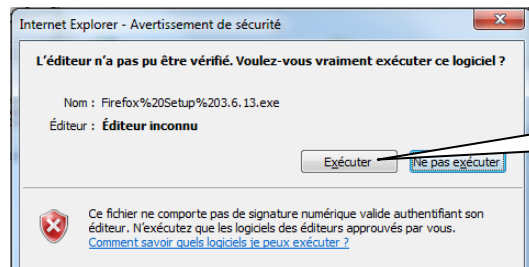 Internet Explorer - Avertissement de sécurité
L'éditeur n'a pas pu être vérifié. Voulez-vous vraiment exécuter ce logiciel ?
Nom : Firefox%20Setup%203.6.13.exe
Éditeur : Éditeur inconnu
Exécuter Ne pas exécuter
Ce fichier ne comporte pas de signature numérique valide authentifiant son
éditeur. N'exécutez que les logiciels des éditeurs approuvés par vous.
Comment savoir quels logiciels je peux exécuter ?